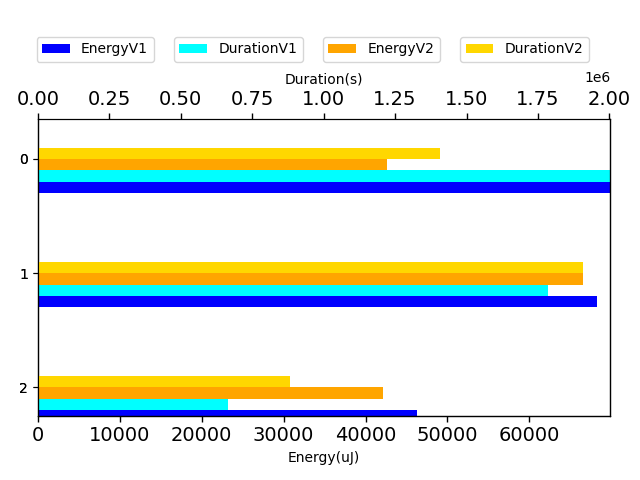 EnergyV1 DurationV1 EnergyV2 DurationV2
Duration(s)
1e6
0.00 0.25 0.50 0.75 1.00 1.25 1.50 1.75 2.00
0
1
2
0 10000 20000 30000 40000 50000 60000
Energy(uJ)